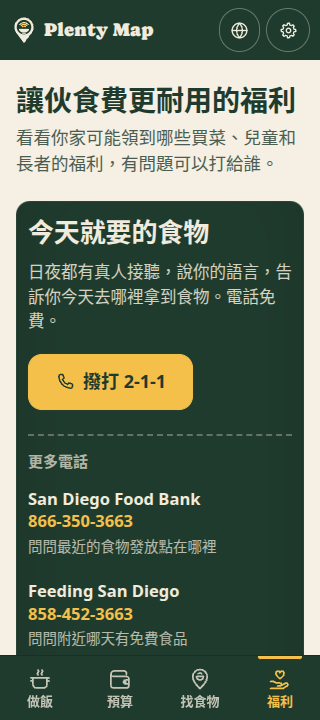 Plenty Map
讓伙食費更耐用的福利
看看你家可能領到哪些買菜、兒童和
長者的福利，有問題可以打給誰。
今天就要的食物
日夜都有真人接聽，說你的語言，告
訴你今天去哪裡拿到食物。電話免
費。
撥打 2-1-1
更多電話
San Diego Food Bank
866-350-3663
問問最近的食物發放點在哪裡
Feeding San Diego
858-452-3663
問問附近哪天有免費食品
做飯
預算
找食物
福利